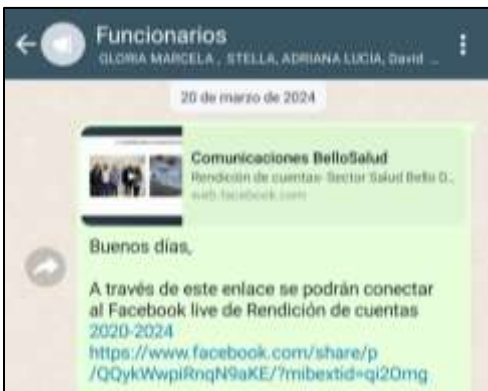 Funcionarios
GLORIA MARCELA , STELLA, ADRIANA LUCÍA, David ...
20 de marzo de 2024
Comunicaciones BelloSalud
Rendición de cuentas- Sector Salud Bello D...
web.facebook.com
Buenos días,
A través de este enlace se podrán conectar
al Facebook live de Rendición de cuentas
2020-2024
https://www.facebook.com/share/p
/QQykWwpiRnqN9aKE/?mibextid=qi2Omg